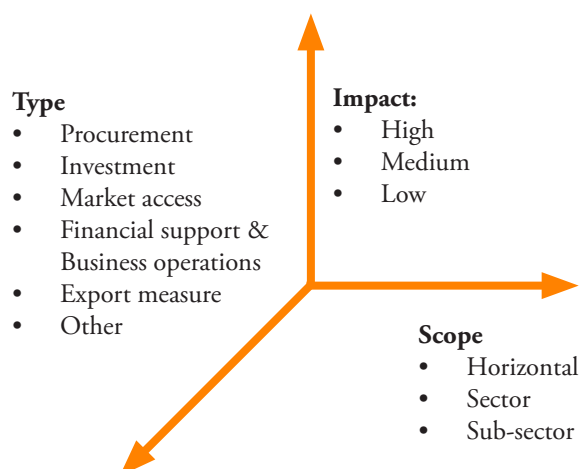 Type
• Procurement
• Investment
• Market access
• Financial support &
Business operations
• Export measure
• Other
Impact:
• High
• Medium
• Low
Scope
• Horizontal
• Sector
• Sub-sector